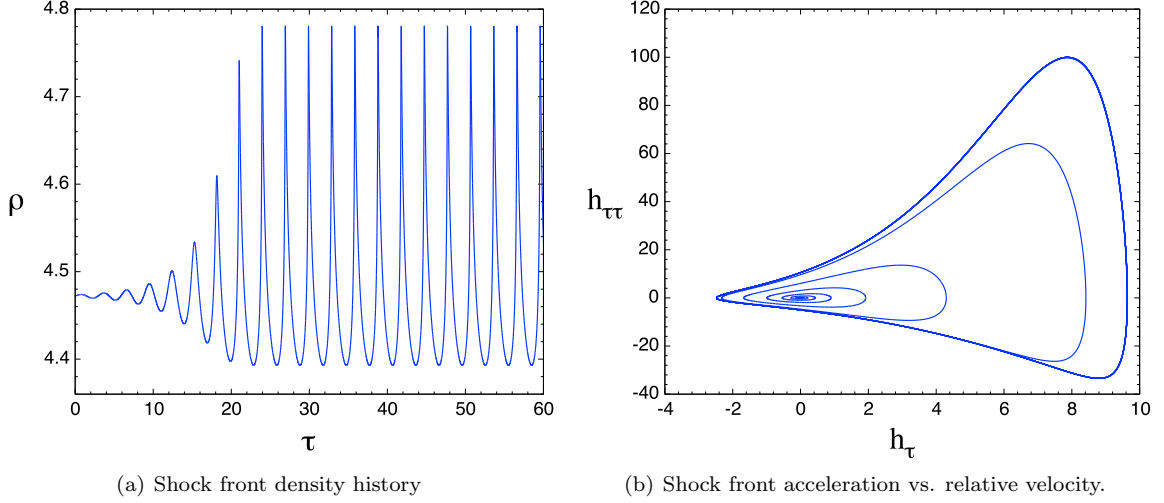 4.8
4.7
4.6
4.5
4.4
ρ
0 10 20 30 40 50 60
τ
(a) Shock front density history
120
100
80
60
40
20
0
-20
-40
h_ττ
-4 -2 0 2 4 6 8 10
h_τ
(b) Shock front acceleration vs. relative velocity.